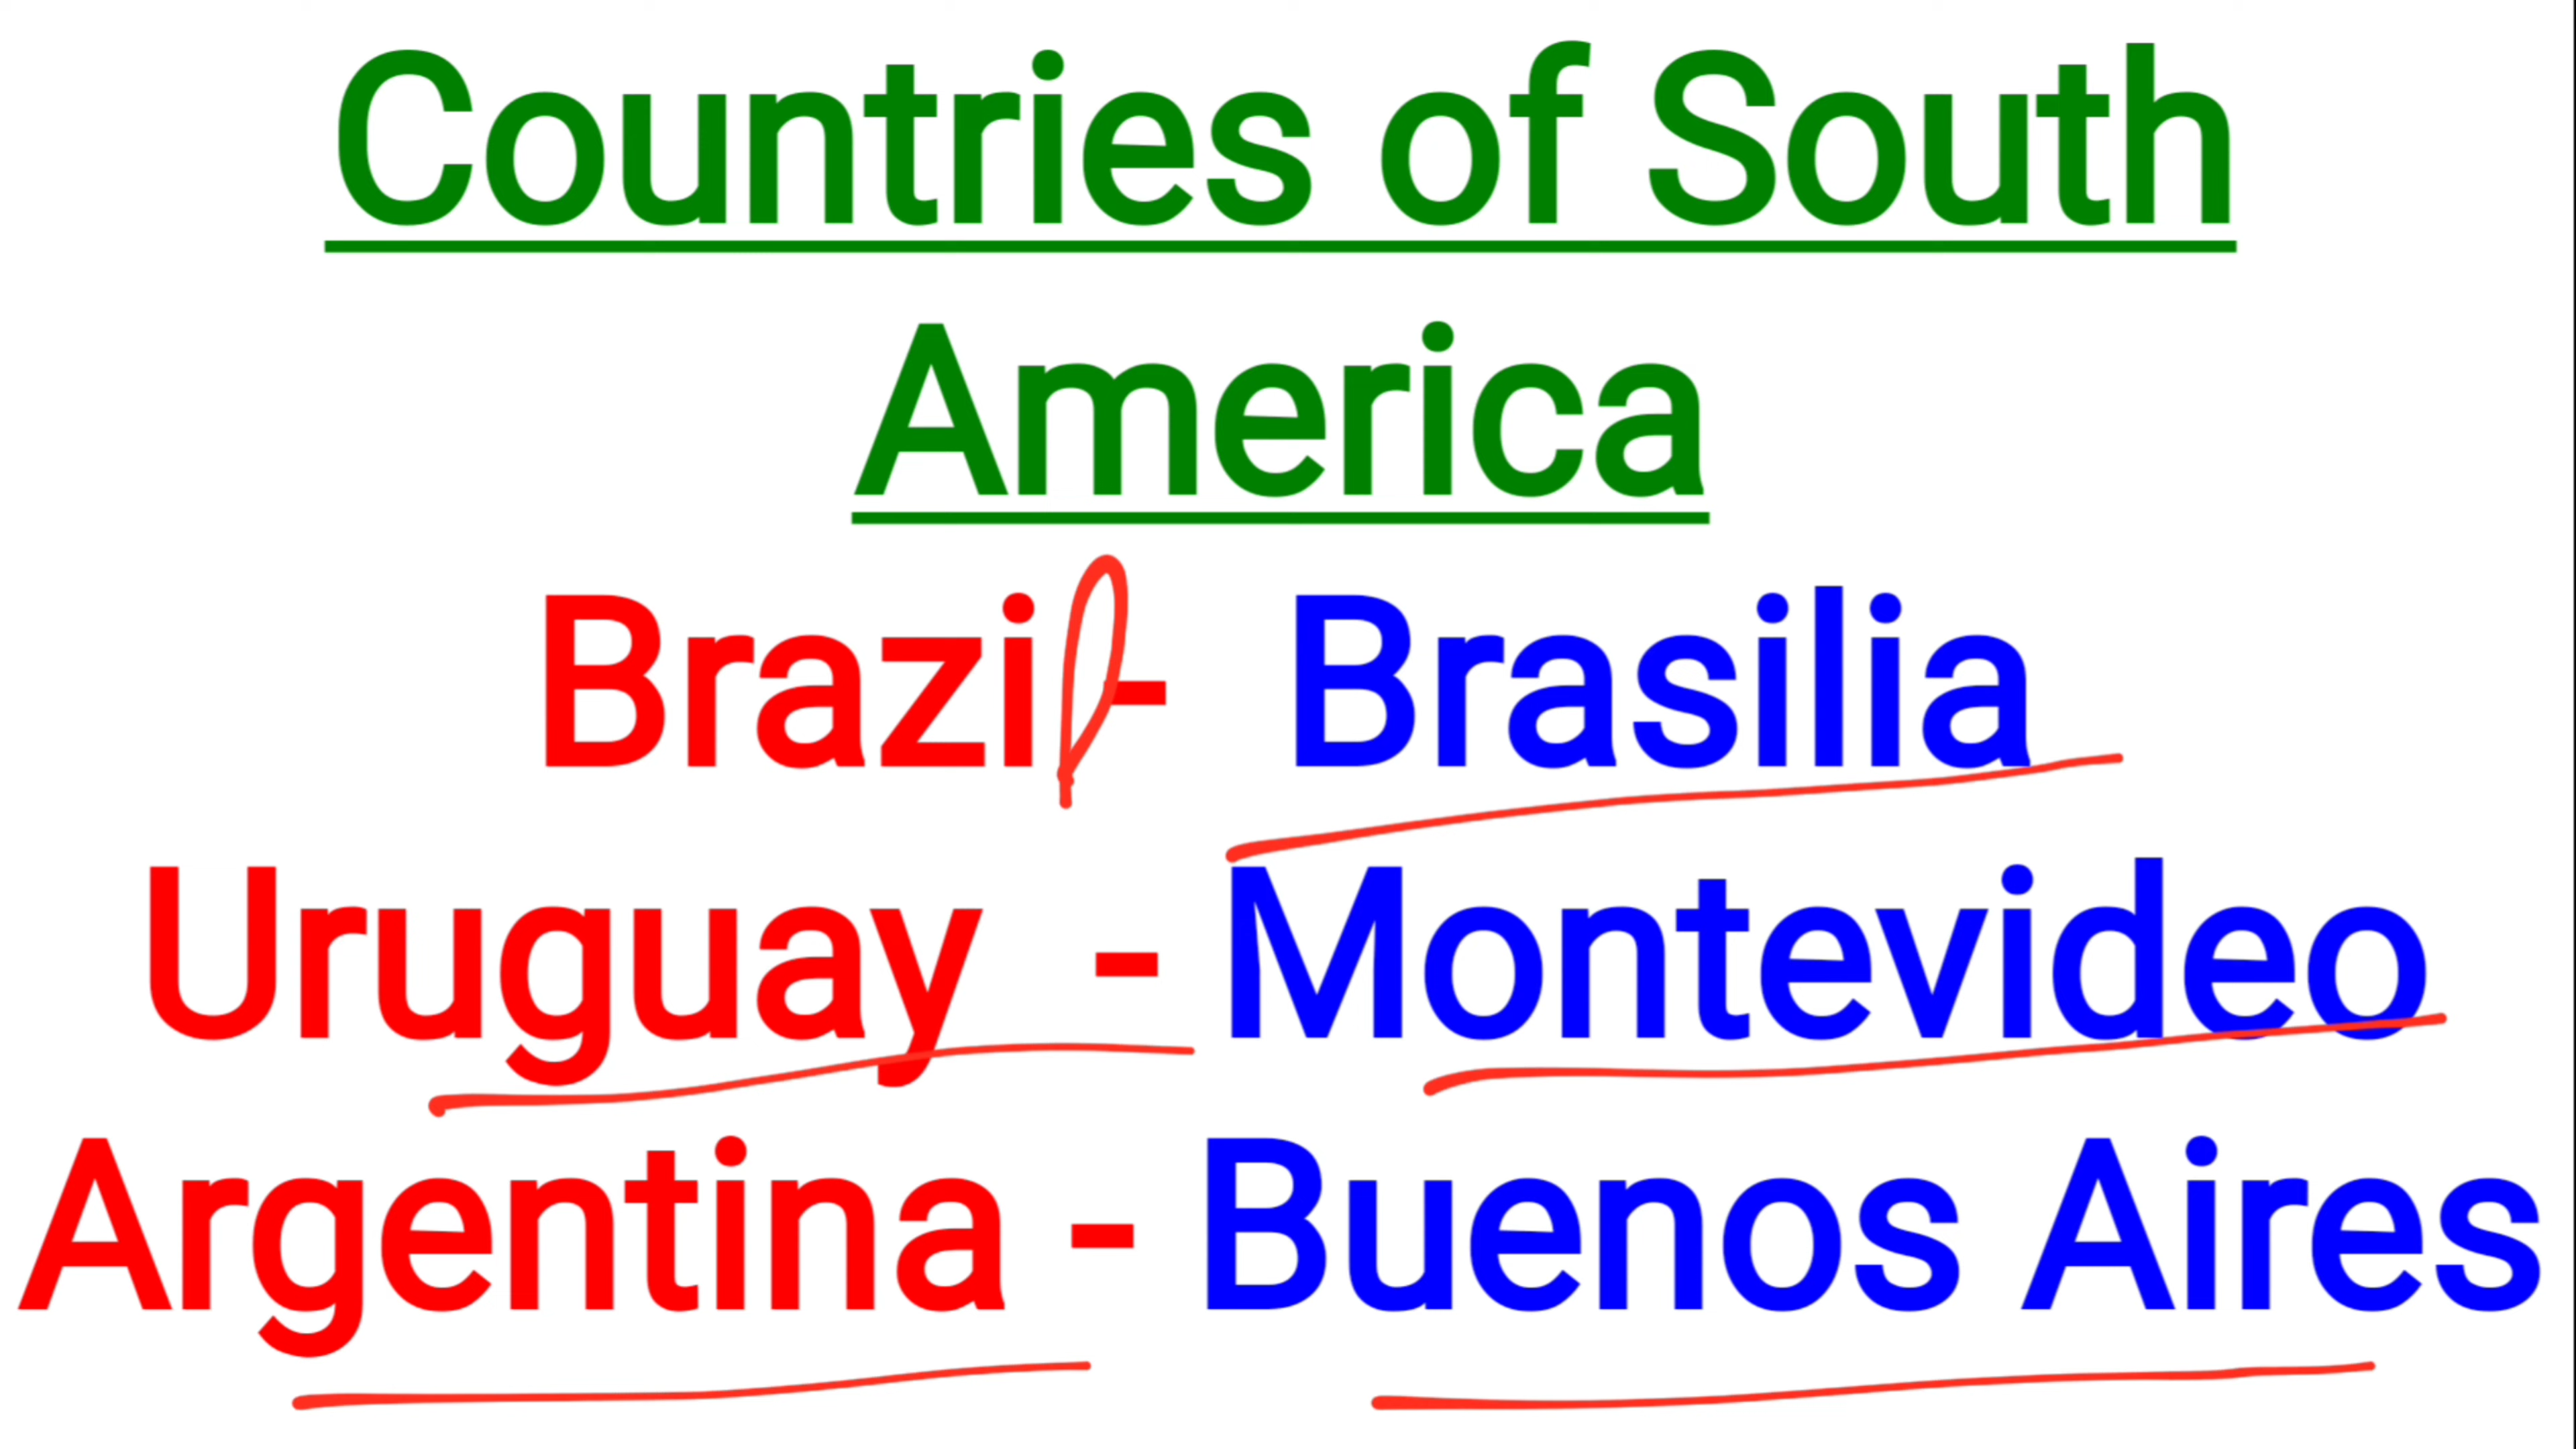 Countries of South
America
Brazil - Brasilia
Uruguay - Montevideo
Argentina - Buenos Aires